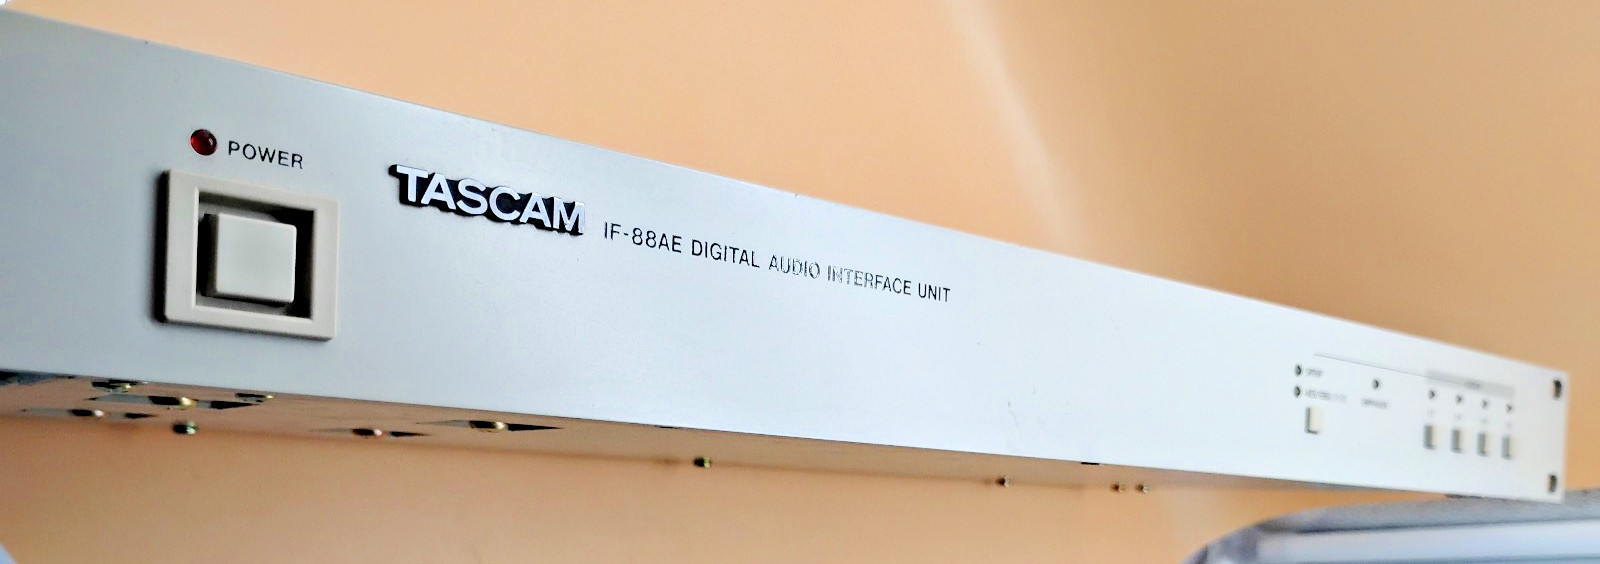 POWER
TASCAM IF-88AE DIGITAL AUDIO INTERFACE UNIT